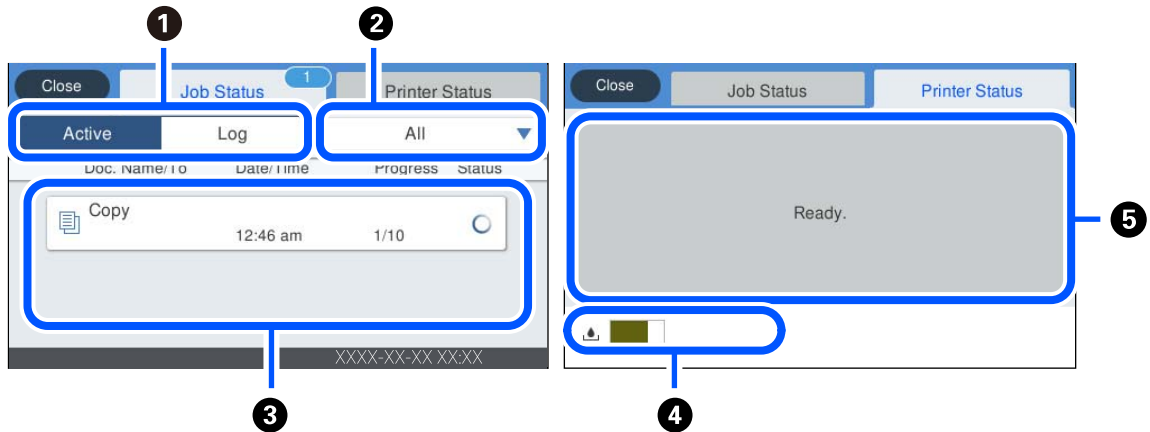 1
2
Close
Job Status
1
Printer Status
Active
Log
All
Doc. Name/To
Date/Time
Progress
Status
Copy
12:46 am
1/10
XXXX-XX-XX XX:XX
3
Close
Job Status
Printer Status
Ready.
5
4